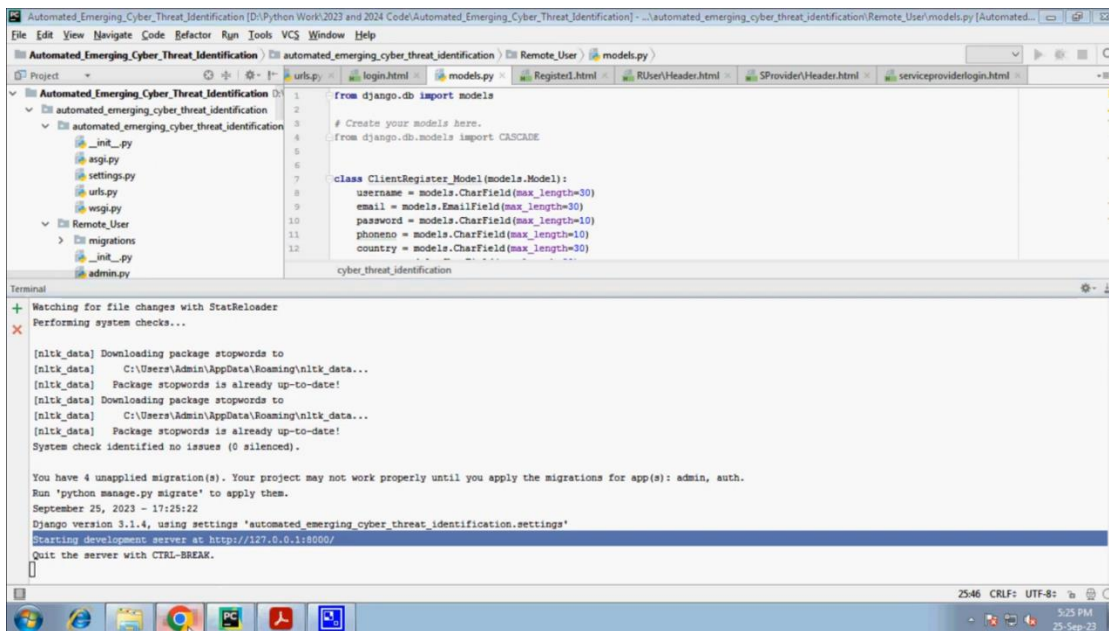 Automated_Emerging_Cyber_Threat_Identification [D:\Python Work\2023 and 2024 Code\Automated_Emerging_Cyber_Threat_Identification] - ...\automated_emerging_cyber_threat_identification\Remote_User\models.py [Automated...
File Edit View Navigate Code Refactor Run Tools VCS Window Help
Automated_Emerging_Cyber_Threat_Identification automated_emerging_cyber_threat_identification Remote_User models.py
Project urls.py login.html models.py Register1.html RUser\Header.html SProvider\Header.html serviceproviderlogin.html
Automated_Emerging_Cyber_Threat_Identification
automated_emerging_cyber_threat_identification
automated_emerging_cyber_threat_identification
__init__.py
asgi.py
settings.py
urls.py
wsgi.py
Remote_User
migrations
__init__.py
admin.py
1 from django.db import models
2
3 # Create your models here.
4 from django.db.models import CASCADE
5
6
7 class ClientRegister_Model(models.Model):
8 username = models.CharField(max_length=30)
9 email = models.EmailField(max_length=30)
10 password = models.CharField(max_length=10)
11 phoneno = models.CharField(max_length=10)
12 country = models.CharField(max_length=30)
cyber_threat_identification
Terminal
Watching for file changes with StatReloader
Performing system checks...
[nltk_data] Downloading package stopwords to
[nltk_data] C:\Users\Admin\AppData\Roaming\nltk_data...
[nltk_data] Package stopwords is already up-to-date!
[nltk_data] Downloading package stopwords to
[nltk_data] C:\Users\Admin\AppData\Roaming\nltk_data...
[nltk_data] Package stopwords is already up-to-date!
System check identified no issues (0 silenced).
You have 4 unapplied migration(s). Your project may not work properly until you apply the migrations for app(s): admin, auth.
Run 'python manage.py migrate' to apply them.
September 25, 2023 - 17:25:22
Django version 3.1.4, using settings 'automated_emerging_cyber_threat_identification.settings'
Starting development server at http://127.0.0.1:8000/
Quit the server with CTRL-BREAK.
25:46 CRLF: UTF-8:
5:25 PM
25-Sep-23